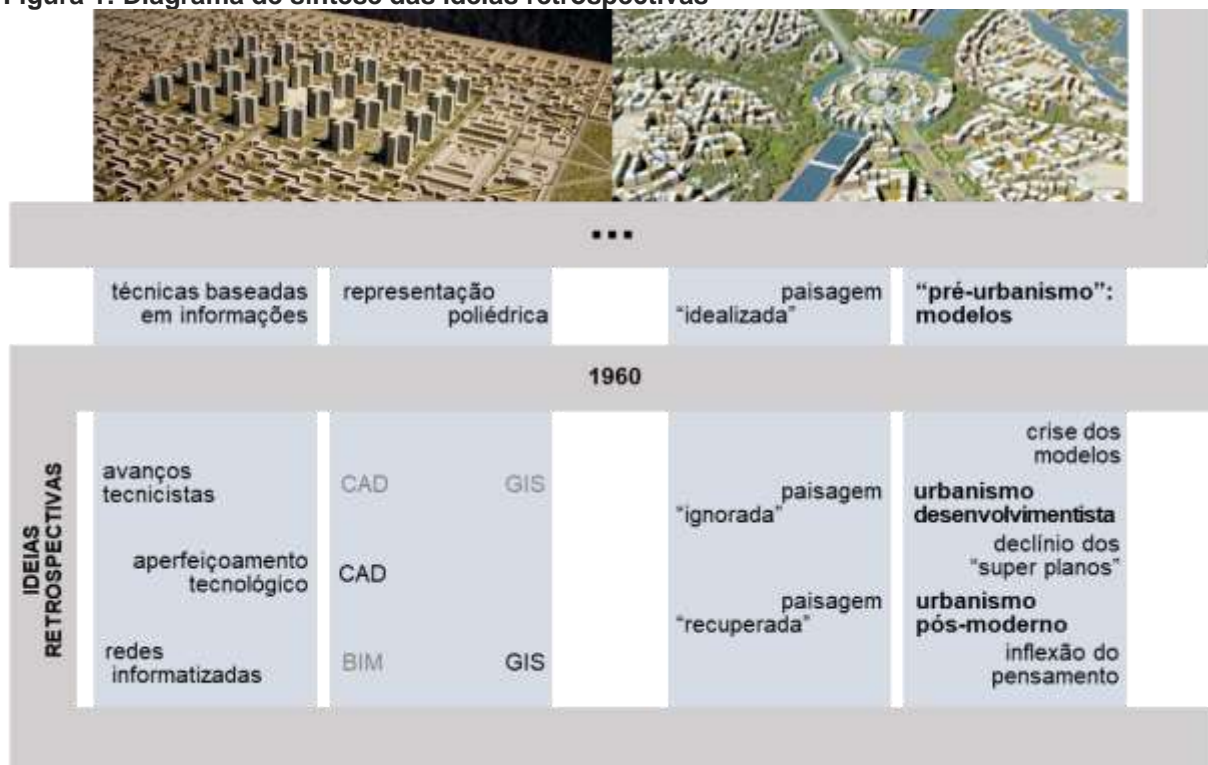 Figura 1: Diagrama de síntese das ideias retrospectivas
...
técnicas baseadas
em informações
representação
poliédrica
paisagem
“idealizada”
“pré-urbanismo”:
modelos
1960
IDEIAS
RETROSPECTIVAS
avanços
tecnicistas
CAD GIS
paisagem
“ignorada”
crise dos
modelos
urbanismo
desenvolvimentista
aperfeiçoamento
tecnológico
CAD
declínio dos
“super planos”
paisagem
“recuperada”
urbanismo
pós-moderno
redes
informatizadas
BIM GIS
inflexão do
pensamento